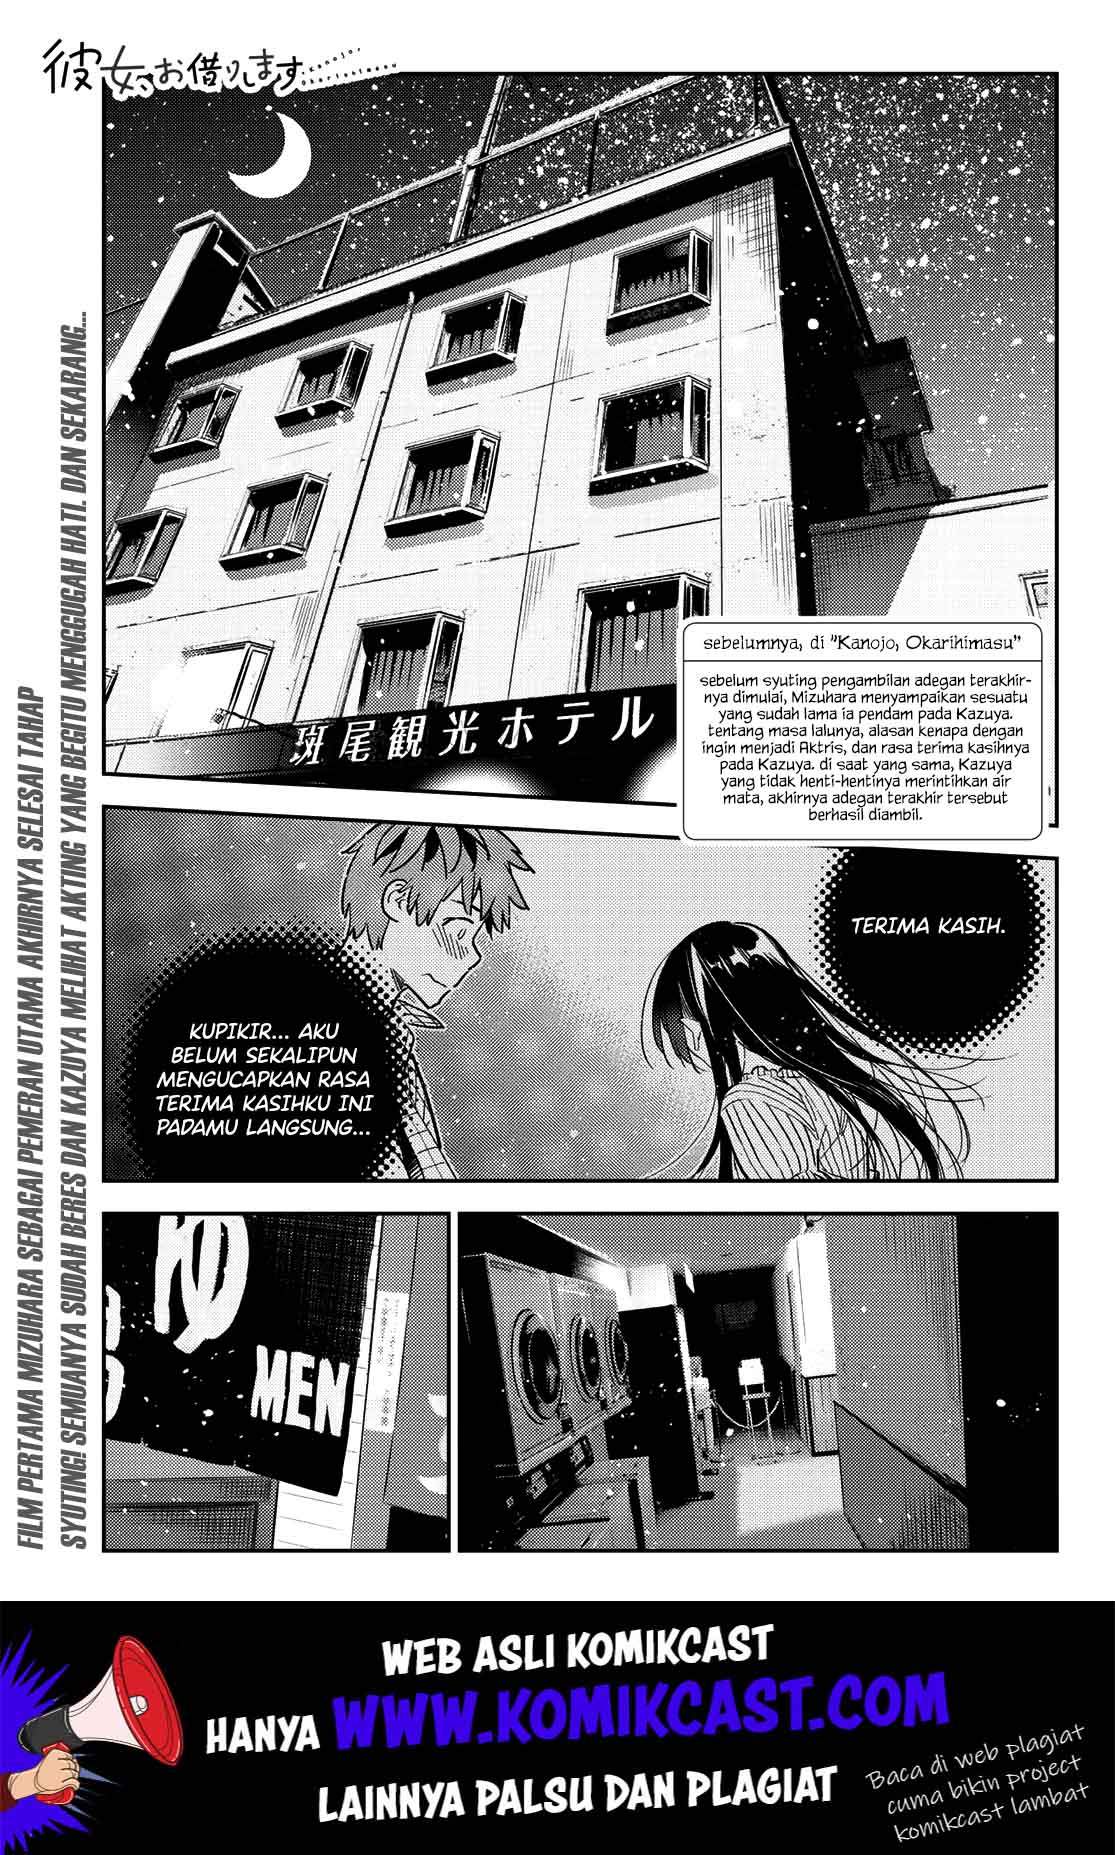 彼女、お借りします
FILM PERTAMA MIZUHARA SEBAGAI PEMERAN UTAMA AKHIRNYA SELESAI TAHAP
SYUTING! SEMUANYA SUDAH BERES DAN KAZUYA MELIHAT AKTING YANG BEGITU MENGGUGAH HATI. DAN SEKARANG...
斑尾観光ホテル
sebelumnya, di "Kanojo, Okarihimasu"
sebelum syuting pengambilan adegan terakhir-
nya dimulai, Mizuhara menyampaikan sesuatu
yang sudah lama ia pendam pada Kazuya.
tentang masa lalunya, alasan kenapa dengan
ingin menjadi Aktris, dan rasa terima kasihnya
pada Kazuya. di saat yang sama, Kazuya
yang tidak henti-hentinya merintihkan air
mata, akhirnya adegan terakhir tersebut
berhasil diambil.
TERIMA KASIH.
KUPIKIR... AKU
BELUM SEKALIPUN
MENGUCAPKAN RASA
TERIMA KASIHKU INI
PADAMU LANGSUNG...
ゆ
MEN
WEB ASLI KOMIKCAST
HANYA WWW.KOMIKCAST.COM
LAINNYA PALSU DAN PLAGIAT
Baca di web plagiat
cuma bikin project
komikcast lambat